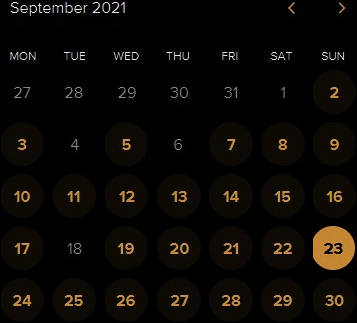 September 2021 < >
MON TUE WED THU FRI SAT SUN
27 28 29 30 31 1 2
3 4 5 6 7 8 9
10 11 12 13 14 15 16
17 18 19 20 21 22 23
24 25 26 27 28 29 30